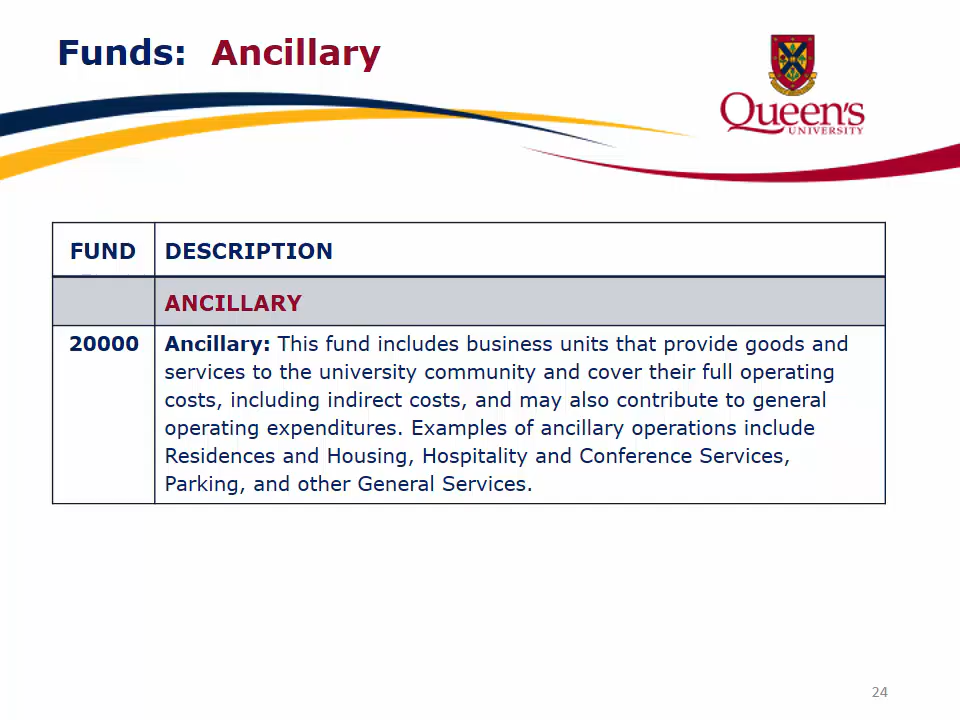 Funds: Ancillary
Queen's
UNIVERSITY
FUND DESCRIPTION
ANCILLARY
20000 Ancillary: This fund includes business units that provide goods and
services to the university community and cover their full operating
costs, including indirect costs, and may also contribute to general
operating expenditures. Examples of ancillary operations include
Residences and Housing, Hospitality and Conference Services,
Parking, and other General Services.
24